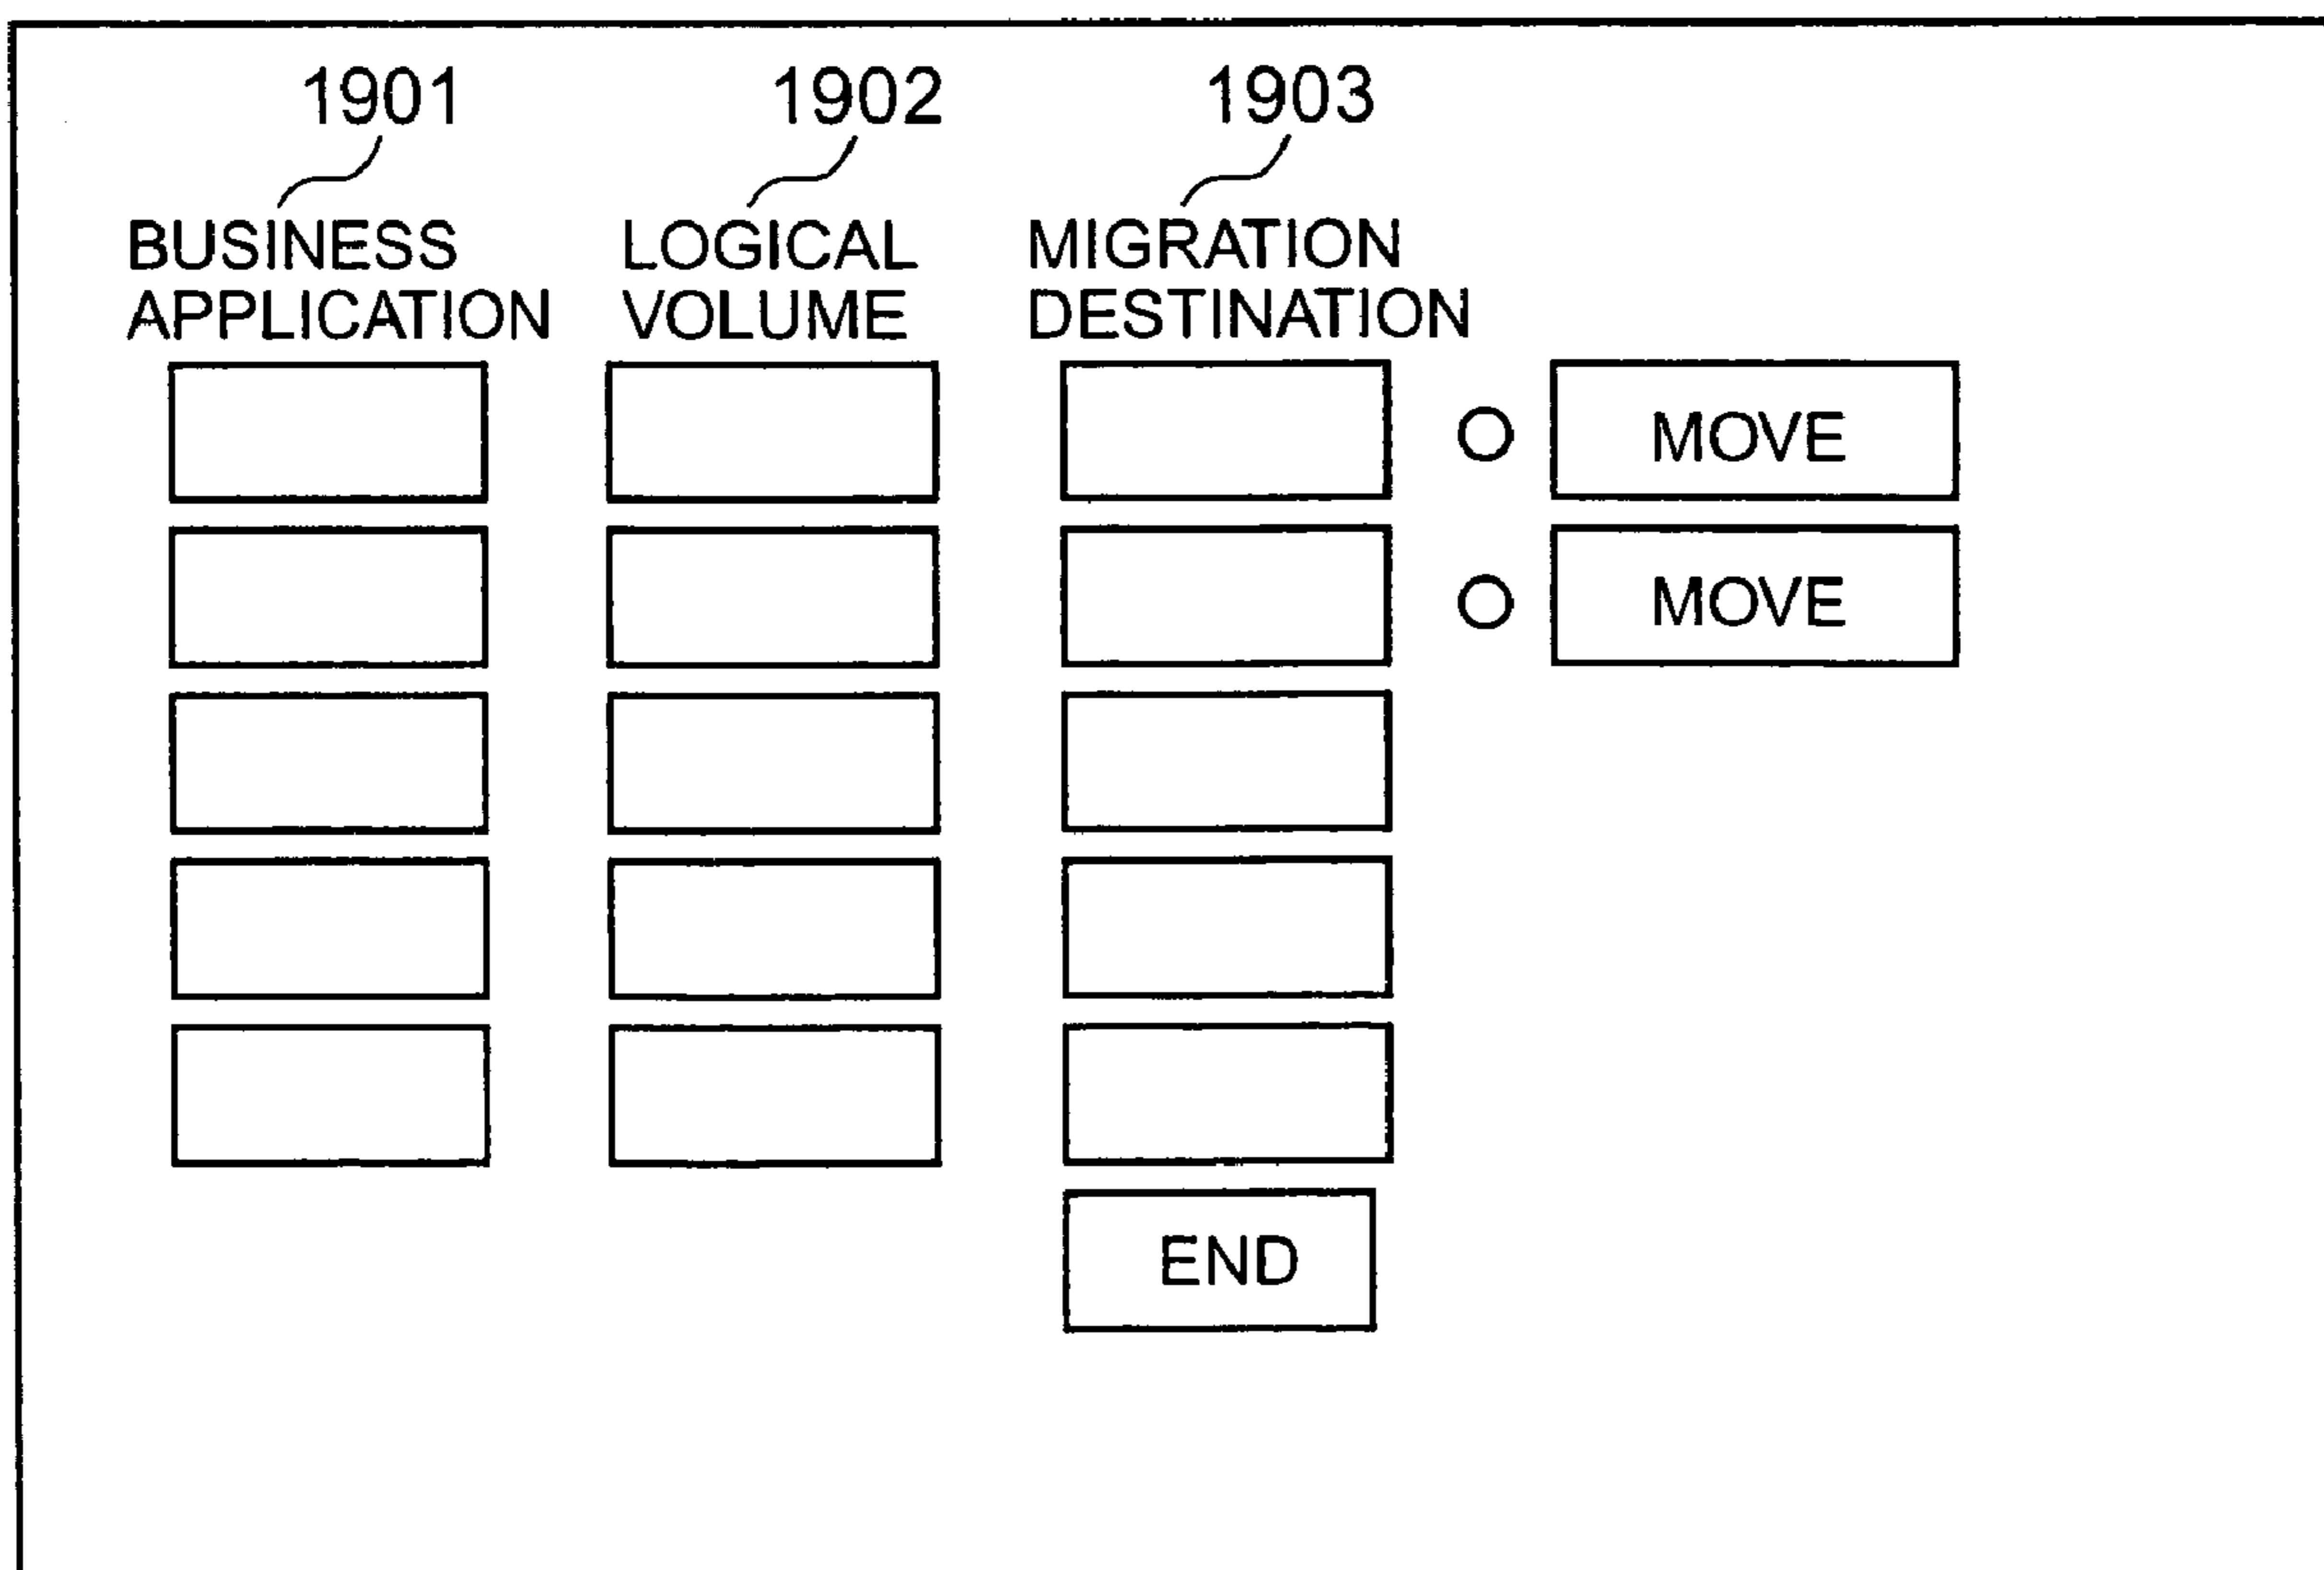 1901 1902 1903
BUSINESS LOGICAL MIGRATION
APPLICATION VOLUME DESTINATION
MOVE
MOVE
END